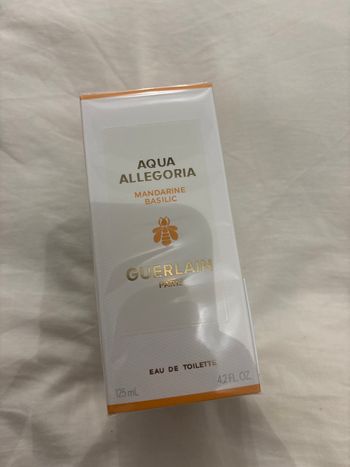 AQUA
ALLEGORIA
MANDARINE
BASILIC
GUERLAIN
PARIS
EAU DE TOILETTE
125 mL 4.2 FL.OZ.